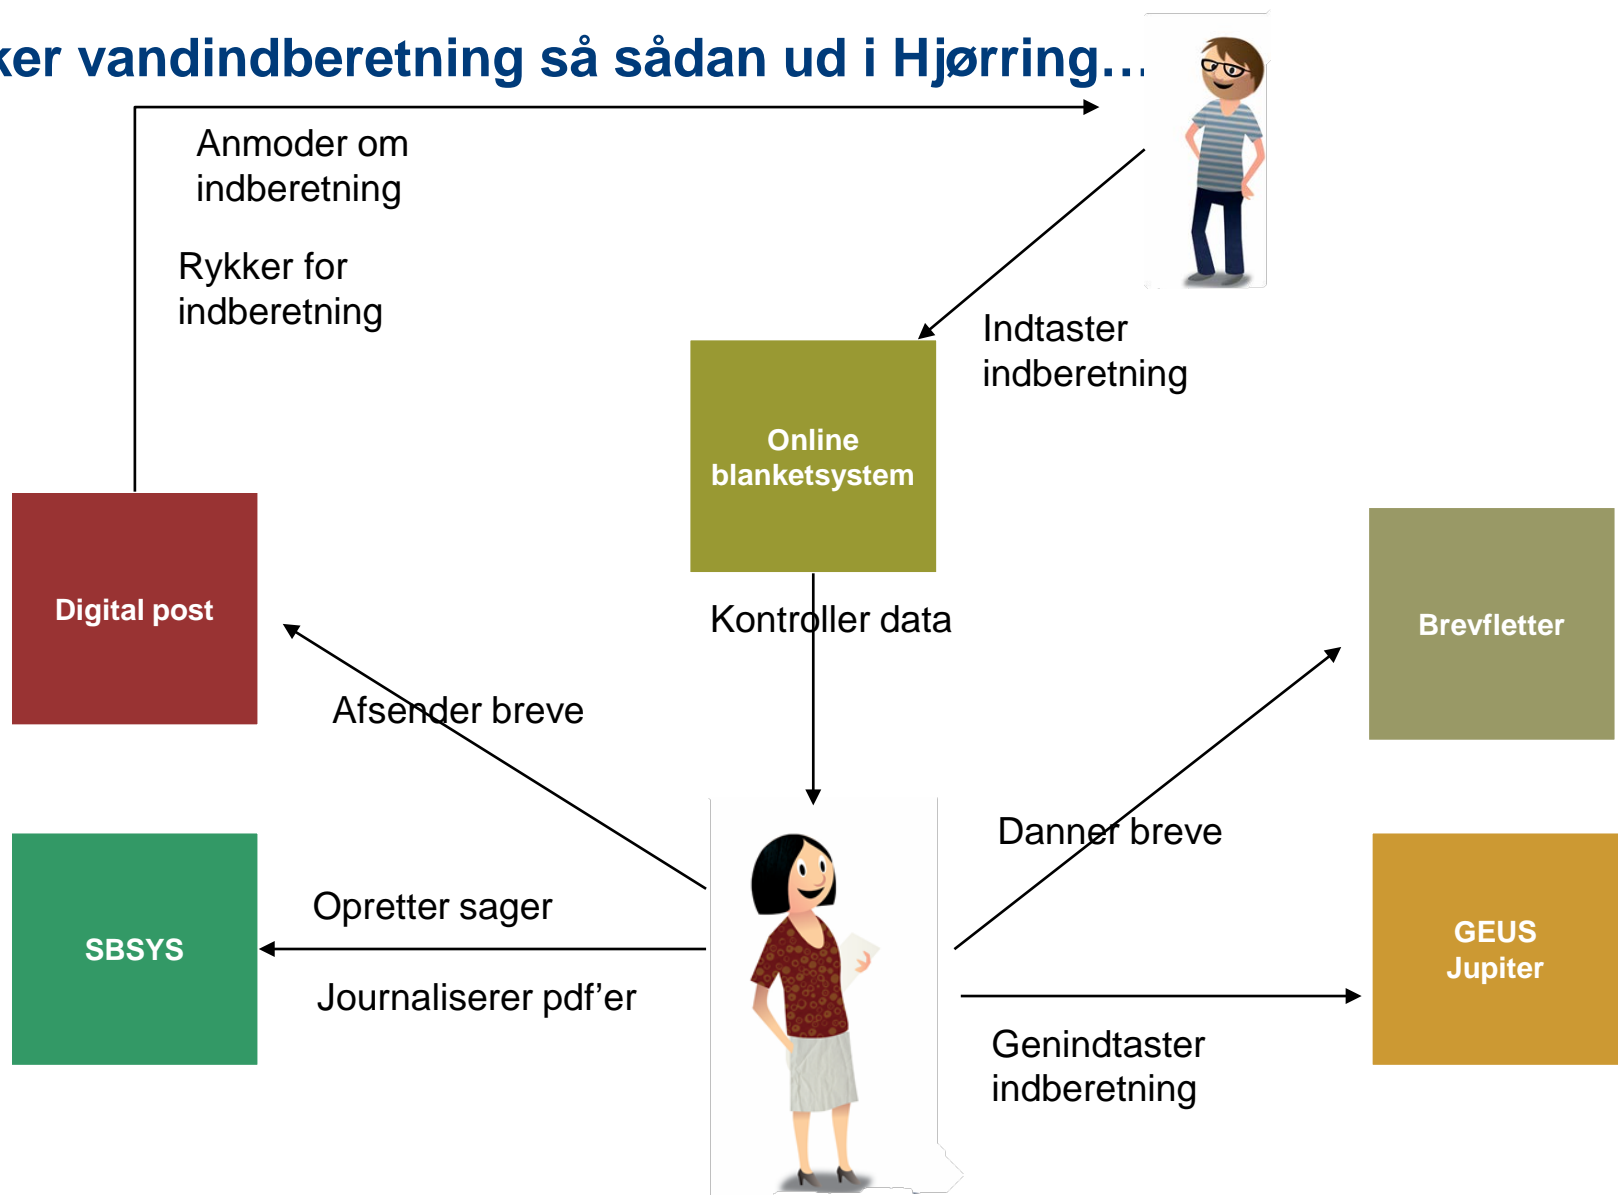 ker vandindberetning så sådan ud i Hjørring…
Anmoder om
indberetning
Rykker for
indberetning
Indtaster
indberetning
Online
blanketsystem
Digital post
Kontroller data
Brevfletter
Afsender breve
Danner breve
Opretter sager
SBSYS
Journaliserer pdf’er
GEUS
Jupiter
Genindtaster
indberetning